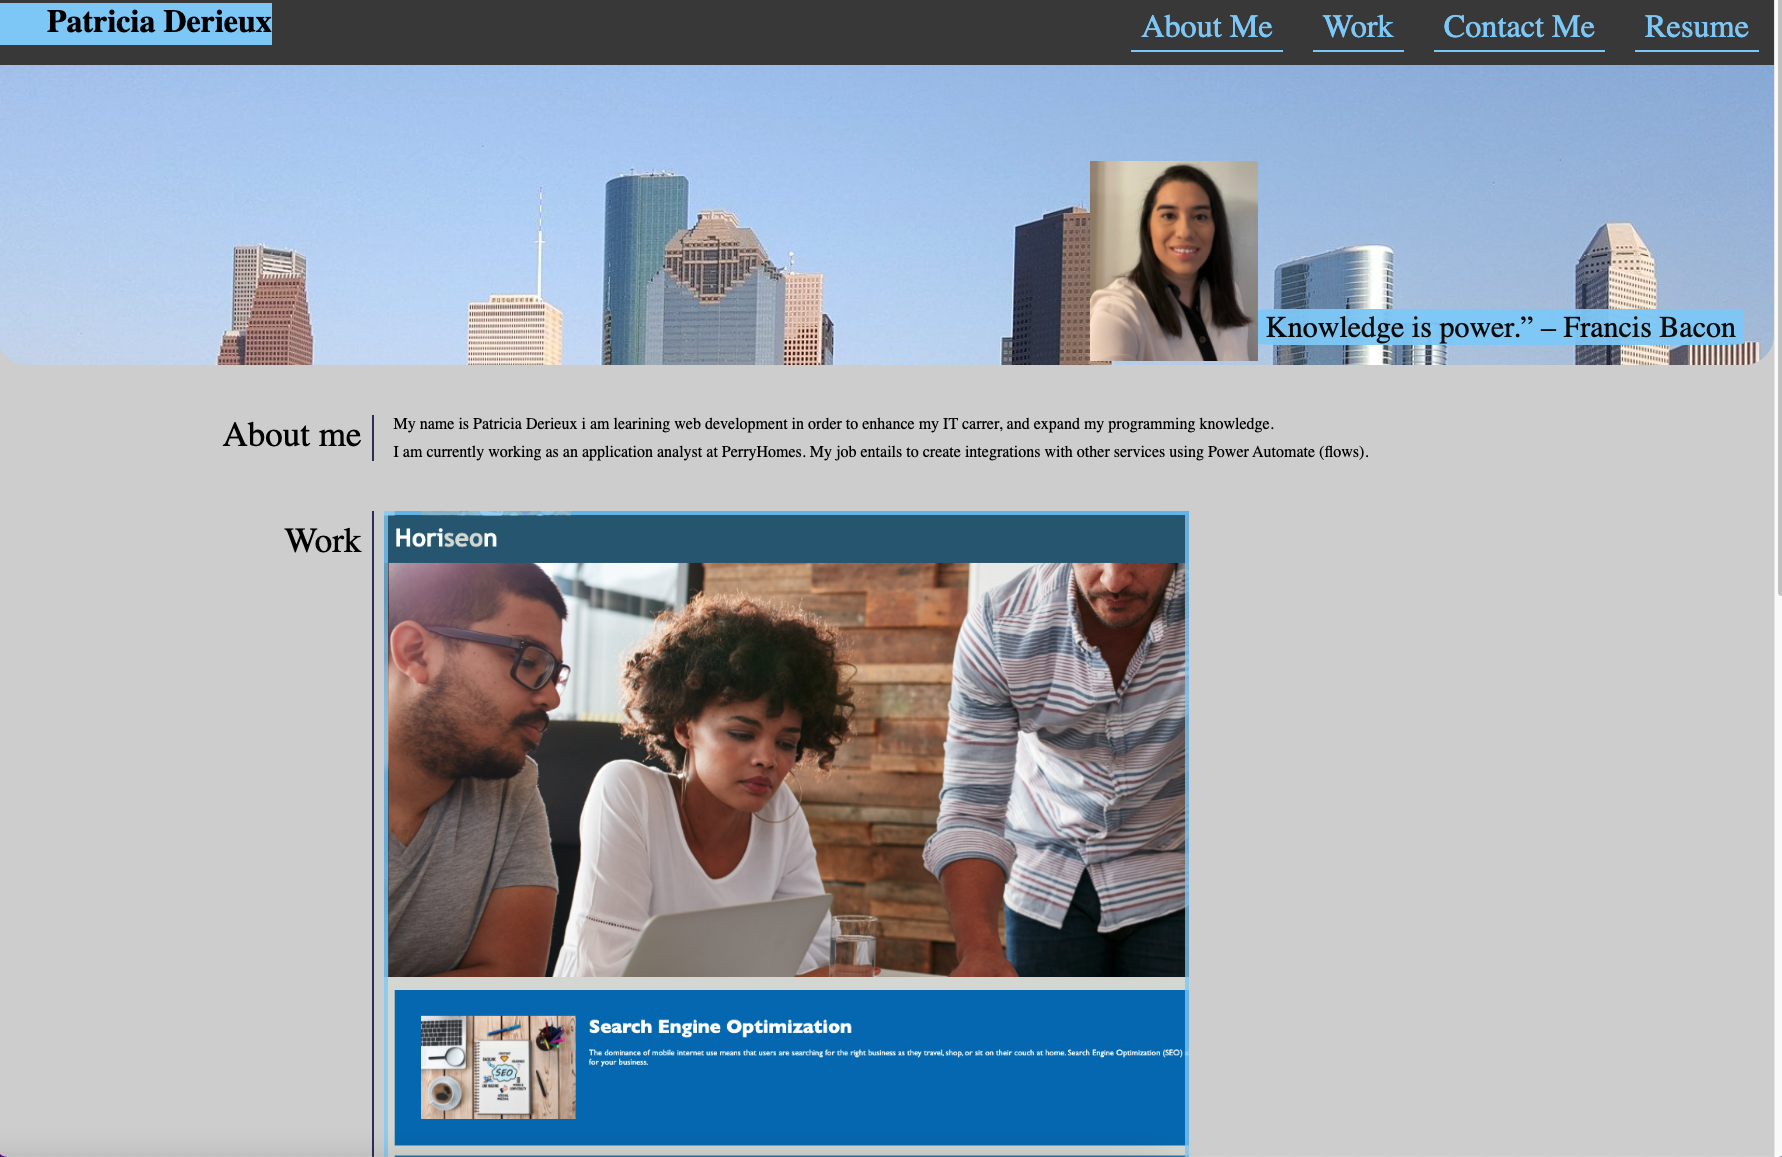 Patricia Derieux
About Me Work Contact Me Resume
Knowledge is power.” – Francis Bacon
About me
My name is Patricia Derieux i am learining web development in order to enhance my IT carrer, and expand my programming knowledge.
I am currently working as an application analyst at PerryHomes. My job entails to create integrations with other services using Power Automate (flows).
Work
Horiseon
Search Engine Optimization
The dominance of mobile internet use means that users are searching for the right business as they travel, shop, or sit on their couch at home. Search Engine Optimization (SEO)
for your business.
SEO